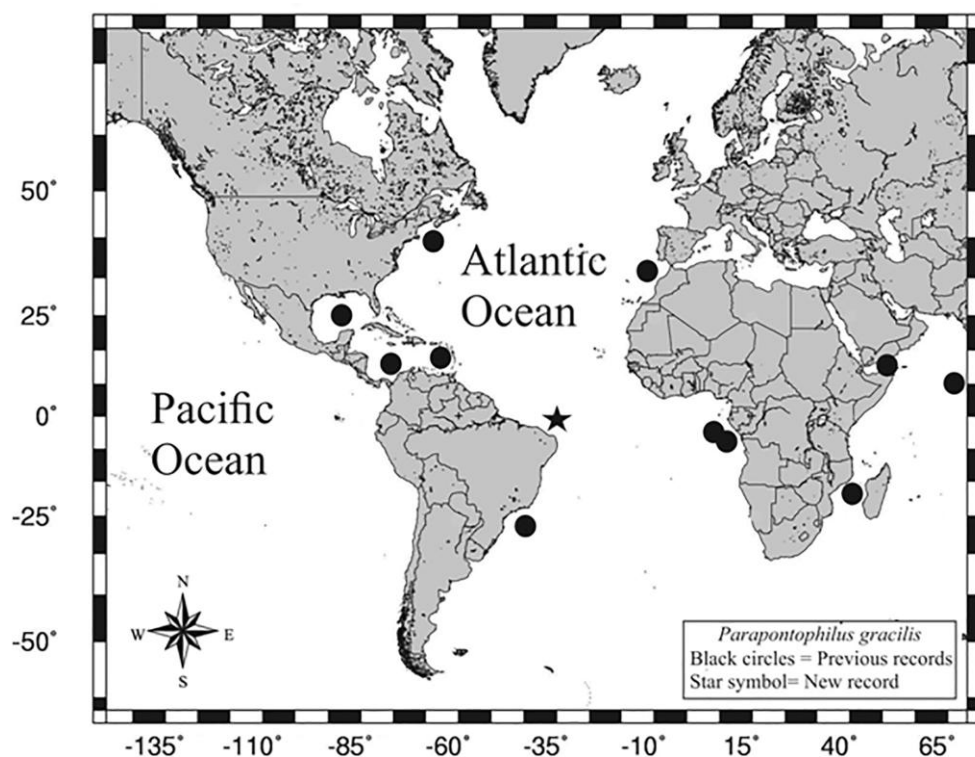 50°
25°
0°
-25°
-50°
Atlantic
Ocean
Pacific
Ocean
N
W
E
S
Parapontophilus gracilis
Black circles = Previous records
Star symbol= New record
-135° -110° -85° -60° -35° -10° 15° 40° 65°